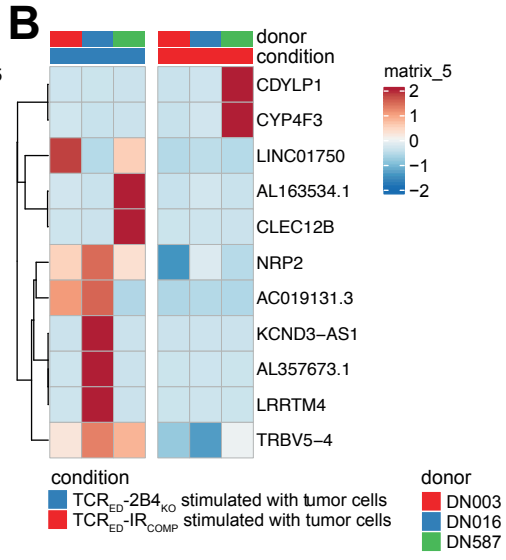 B
donor
condition
5
CDYLP1
CYP4F3
LINC01750
AL163534.1
CLEC12B
NRP2
AC019131.3
KCND3−AS1
AL357673.1
LRRTM4
TRBV5−4
matrix_5
2
1
0
−1
−2
condition
TCRED-2B4KO stimulated with tumor cells
TCRED-IRCOMP stimulated with tumor cells
donor
DN003
DN016
DN587